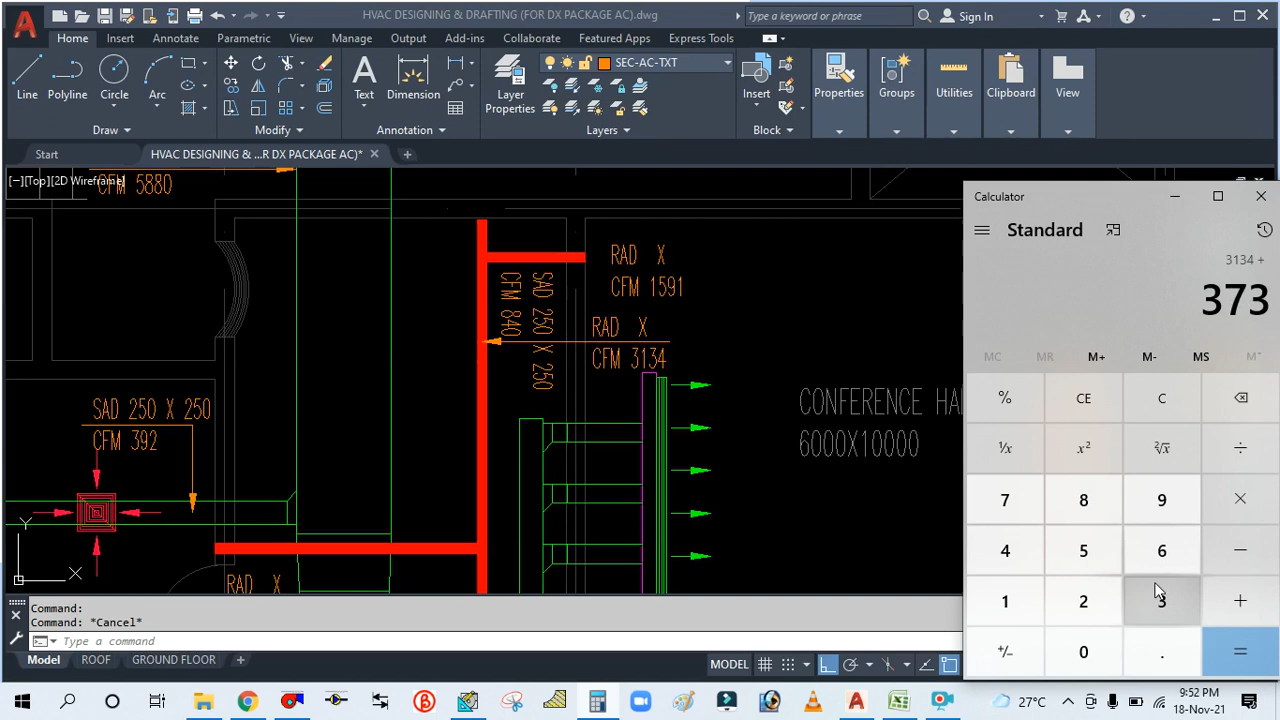 HVAC DESIGNING & DRAFTING (FOR DX PACKAGE AC).dwg
Type a keyword or phrase
Sign In
Home Insert Annotate Parametric View Manage Output Add-ins Collaborate Featured Apps Express Tools
SEC-AC-TXT
Line Polyline Circle Arc Text Dimension Layer Properties Insert Properties Groups Utilities Clipboard View
Draw Modify Annotation Layers Block
Start HVAC DESIGNING & ...R DX PACKAGE AC)*
[−][Top][2D Wireframe]
CFM 5880
RAD X
CFM 1591
SAD 250 X 250
CFM 840
RAD X
CFM 3134
SAD 250 X 250
CFM 392
CONFERENCE HA
6000X10000
RAD X
Y
X
Command:
Command: *Cancel*
Type a command
Model ROOF GROUND FLOOR
MODEL
Calculator
Standard
3134 +
373
MC MR M+ M- MS M˅
% CE C
¹/x x² ²√x ÷
7 8 9 ×
4 5 6 −
1 2 3 +
+/- 0 . =
27°C
9:52 PM
18-Nov-21